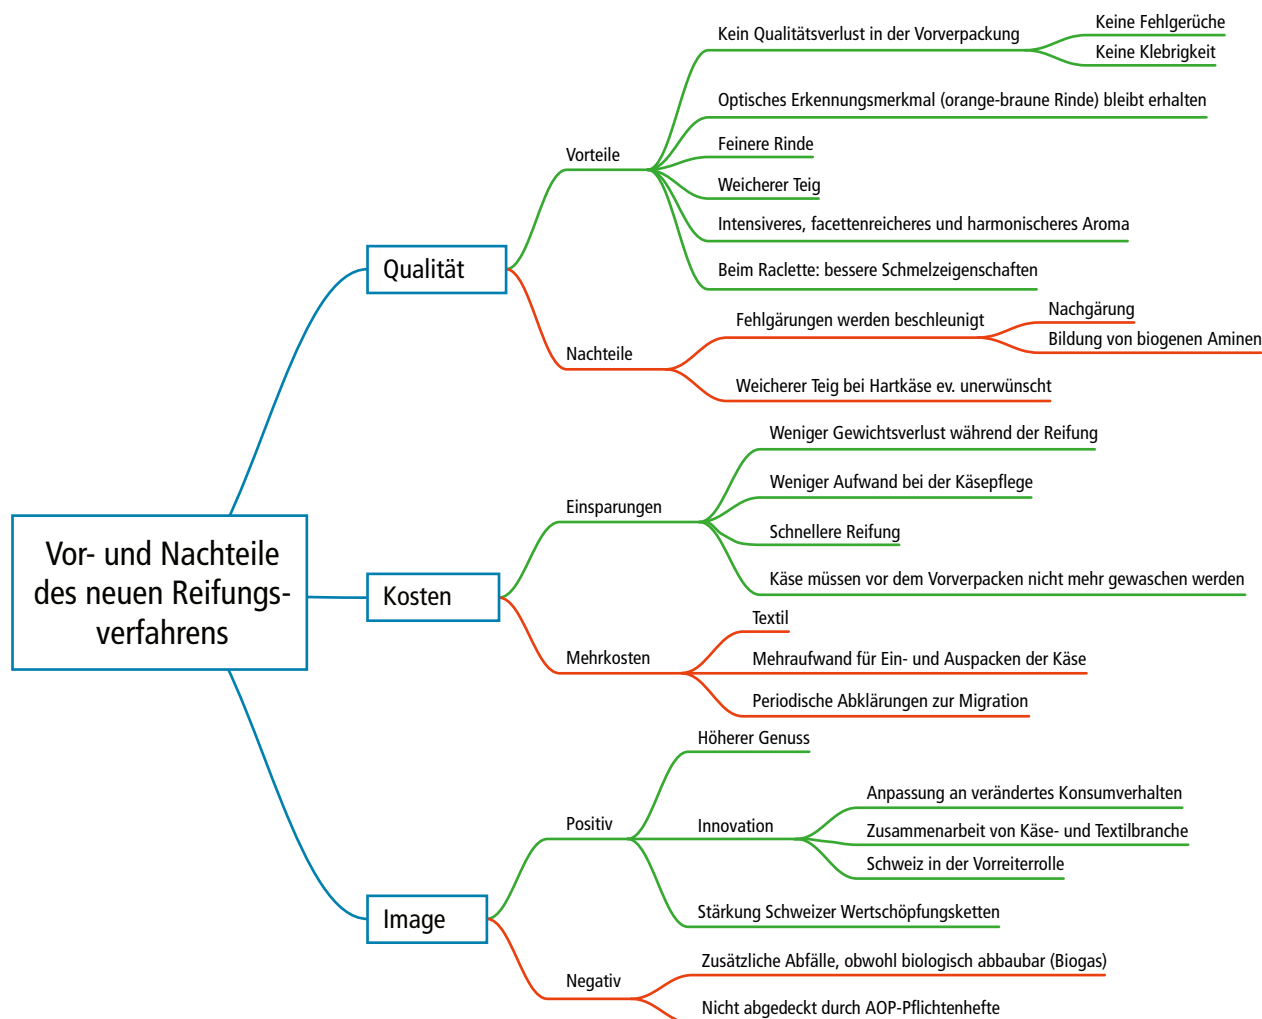 Vor- und Nachteile
des neuen Reifungs-
verfahrens
Qualität
Vorteile
Kein Qualitätsverlust in der Vorverpackung
Keine Fehlgerüche
Keine Klebrigkeit
Optisches Erkennungsmerkmal (orange-braune Rinde) bleibt erhalten
Feinere Rinde
Weicherer Teig
Intensiveres, facettenreicheres und harmonischeres Aroma
Beim Raclette: bessere Schmelzeigenschaften
Nachteile
Fehlgärungen werden beschleunigt
Nachgärung
Bildung von biogenen Aminen
Weicherer Teig bei Hartkäse ev. unerwünscht
Kosten
Einsparungen
Weniger Gewichtsverlust während der Reifung
Weniger Aufwand bei der Käsepflege
Schnellere Reifung
Käse müssen vor dem Vorverpacken nicht mehr gewaschen werden
Mehrkosten
Textil
Mehraufwand für Ein- und Auspacken der Käse
Periodische Abklärungen zur Migration
Image
Positiv
Höherer Genuss
Innovation
Anpassung an verändertes Konsumverhalten
Zusammenarbeit von Käse- und Textilbranche
Schweiz in der Vorreiterrolle
Stärkung Schweizer Wertschöpfungsketten
Negativ
Zusätzliche Abfälle, obwohl biologisch abbaubar (Biogas)
Nicht abgedeckt durch AOP-Pflichtenhefte